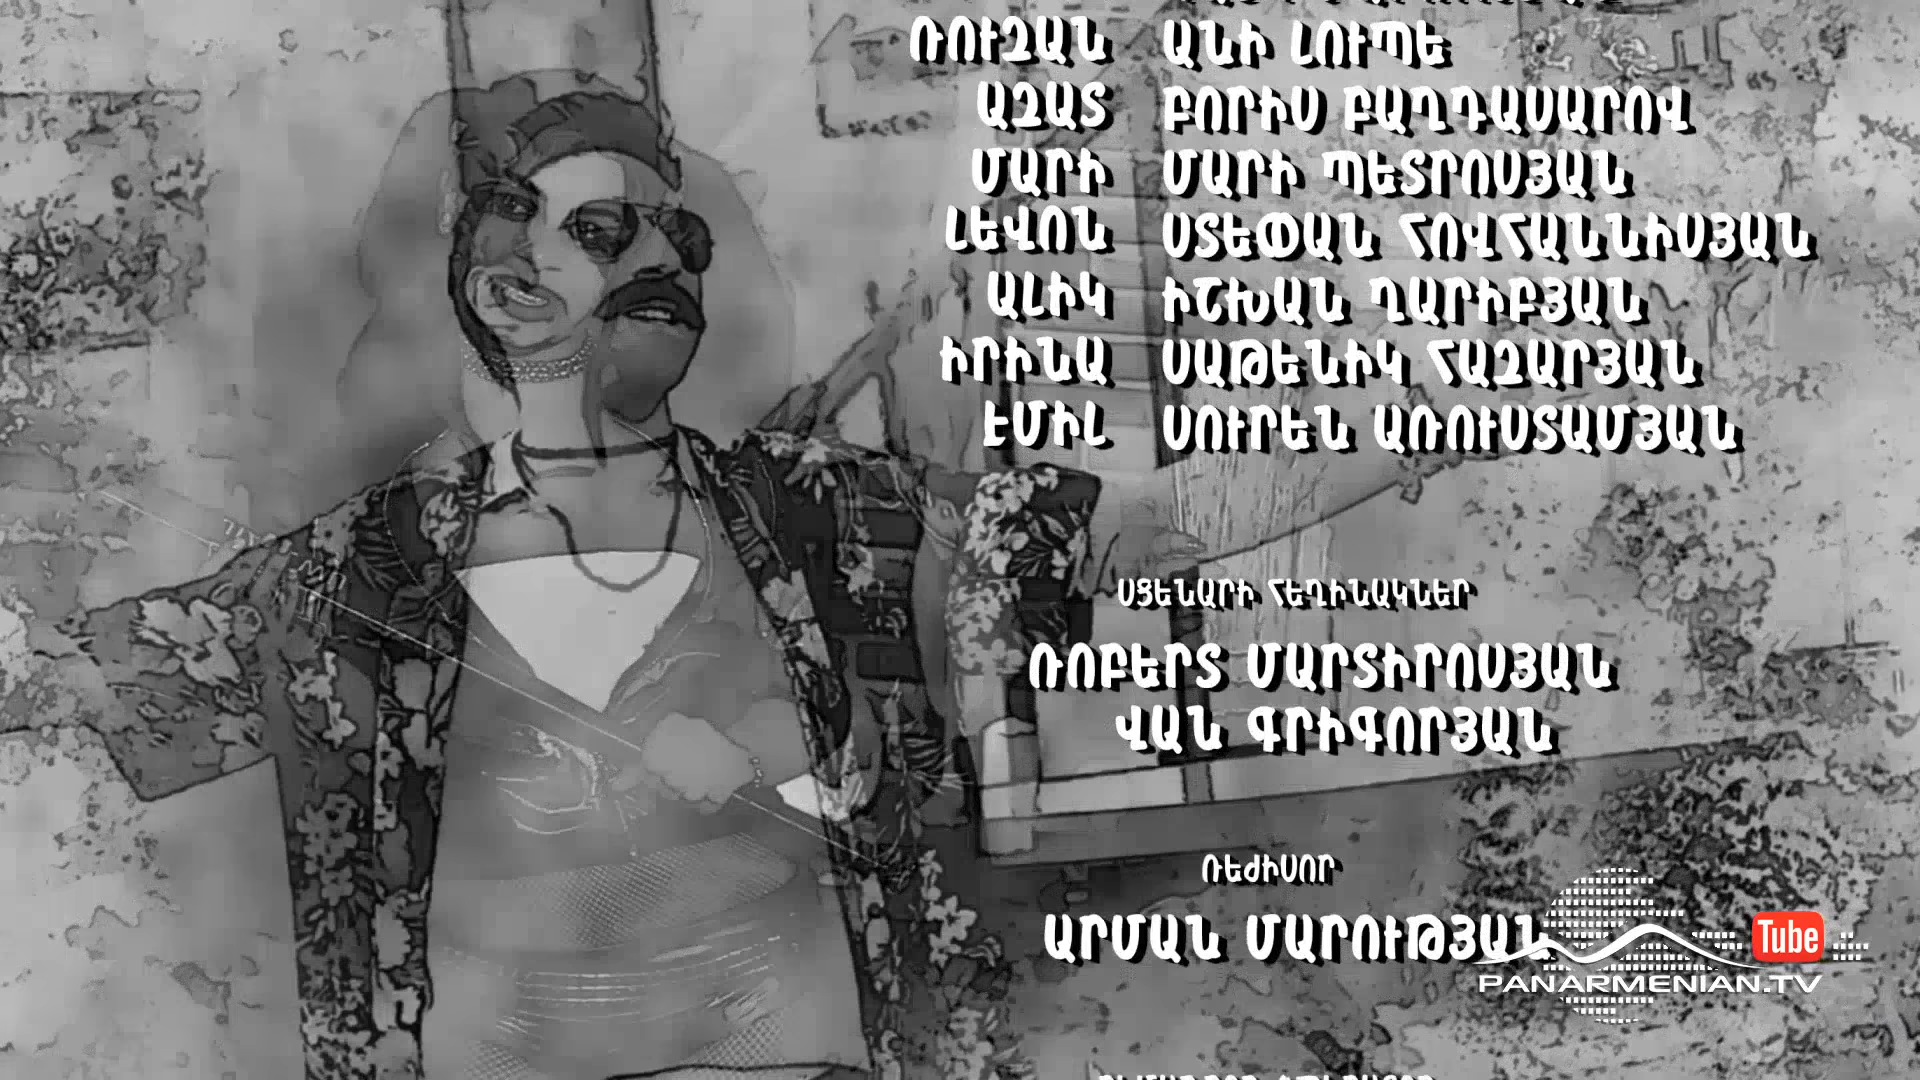 ՌՈՒԶԱՆ ԱՆԻ ԼՈՒՊԵ
ԱԶԱՏ ԲՈՐԻՍ ԲԱՂԴԱՍԱՐՈՎ
ՄԱՐԻ ՄԱՐԻ ՊԵՏՐՈՍՅԱՆ
ԼԵՎՈՆ ՍՏԵՓԱՆ ՀՈՎՀԱՆՆԻՍՅԱՆ
ԱԼԻԿ ԻՇԽԱՆ ՂԱՐԻԲՅԱՆ
ԻՐԻՆԱ ՍԱԹԵՆԻԿ ՀԱԶԱՐՅԱՆ
ԷՄԻԼ ՍՈՒՐԵՆ ԱՌՈՒՍՏԱՄՅԱՆ
ՍՑԵՆԱՐԻ ՀԵՂԻՆԱԿՆԵՐ
ՌՈԲԵՐՏ ՄԱՐՏԻՐՈՍՅԱՆ
ՎԱՆ ԳՐԻԳՈՐՅԱՆ
ՌԵԺԻՍՈՐ
ԱՐՄԱՆ ՄԱՐՈՒԹՅԱՆ
Tube
PANARMENIAN.TV